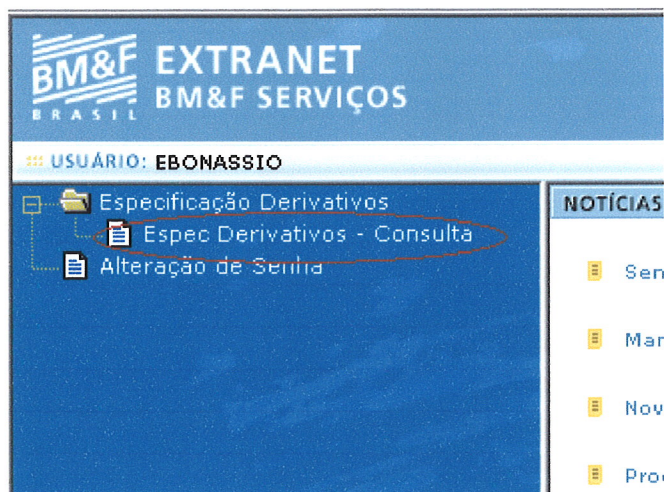 BM&F
BRASIL
EXTRANET
BM&F SERVIÇOS
USUÁRIO: EBONASSIO
Especificação Derivativos
Espec Derivativos - Consulta
Alteração de Senha
NOTÍCIAS
Sen
Mar
Nov